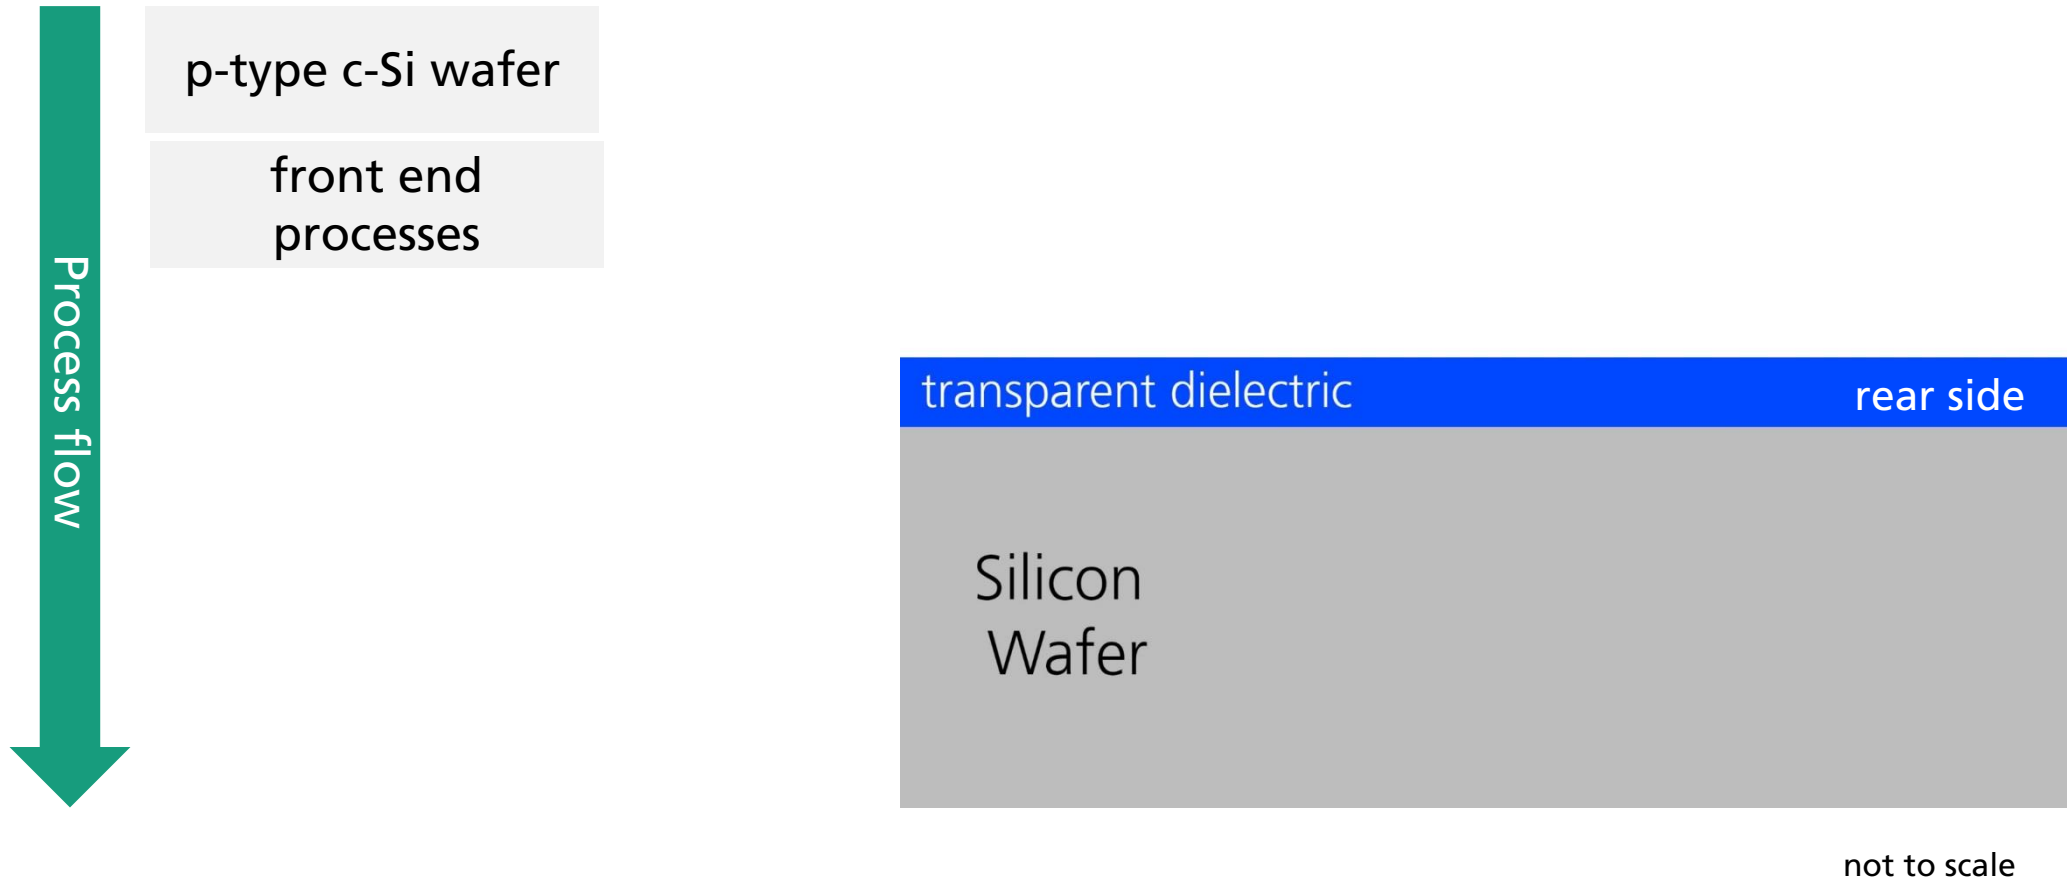 p-type c-Si wafer
front end
processes
Process flow
transparent dielectric
rear side
Silicon
Wafer
not to scale